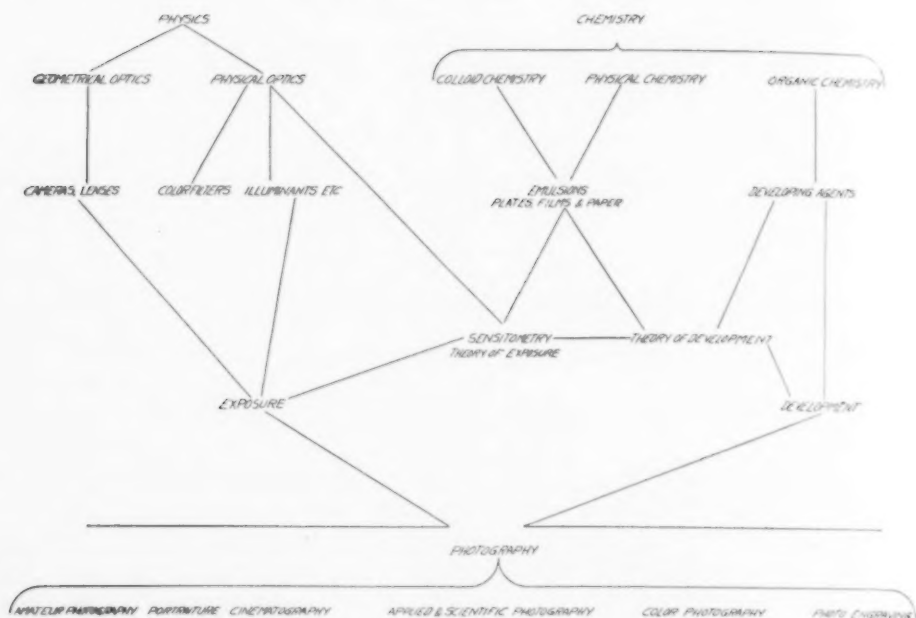 PHYSICS
CHEMISTRY
GEOMETRICAL OPTICS
PHYSICAL OPTICS
COLLOID CHEMISTRY
PHYSICAL CHEMISTRY
ORGANIC CHEMISTRY
CAMERAS, LENSES
COLOR FILTERS
ILLUMINANTS ETC
EMULSIONS
PLATES, FILMS & PAPER
DEVELOPING AGENTS
SENSITOMETRY
THEORY OF EXPOSURE
THEORY OF DEVELOPMENT
EXPOSURE
DEVELOPMENT
PHOTOGRAPHY
AMATEUR PHOTOGRAPHY
PORTRAITURE
CINEMATOGRAPHY
APPLIED & SCIENTIFIC PHOTOGRAPHY
COLOR PHOTOGRAPHY
PHOTO ENGRAVING